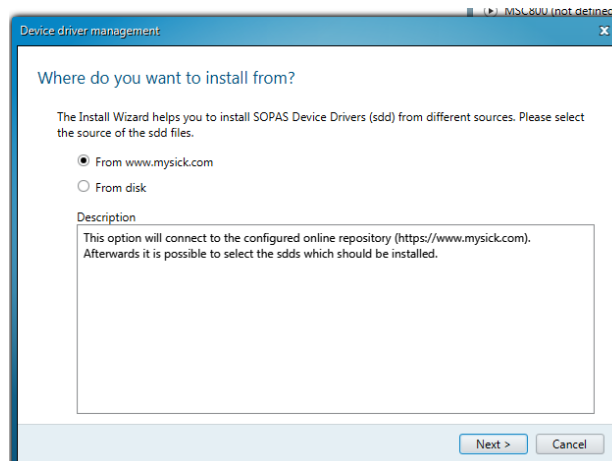 MSC800 (not defined
Device driver management
Where do you want to install from?
The Install Wizard helps you to install SOPAS Device Drivers (sdd) from different sources. Please select
the source of the sdd files.
From www.mysick.com
From disk
Description
This option will connect to the configured online repository (https://www.mysick.com).
Afterwards it is possible to select the sdds which should be installed.
Next >
Cancel